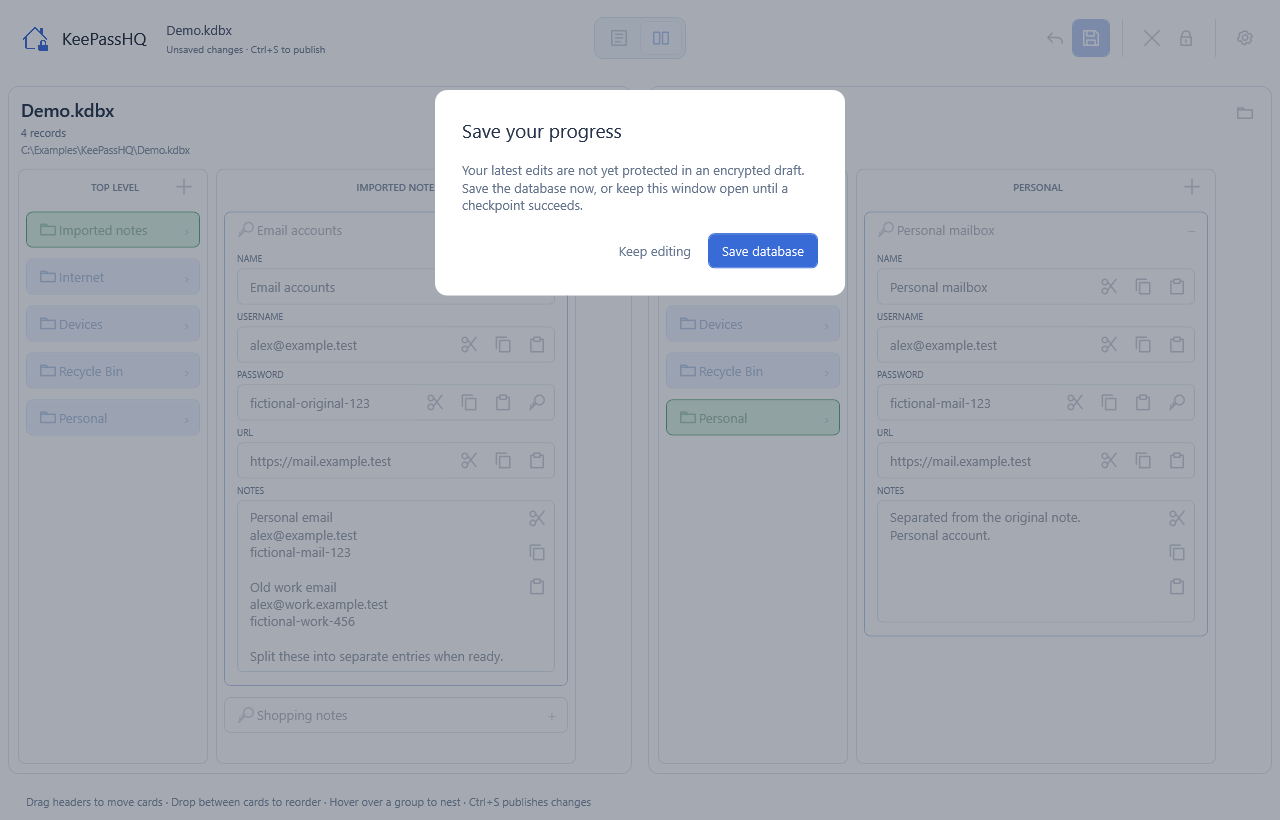 KeePassHQ
Demo.kdbx
Unsaved changes · Ctrl+S to publish
Demo.kdbx
4 records
C:\Examples\KeePassHQ\Demo.kdbx
Save your progress
Your latest edits are not yet protected in an encrypted draft.
Save the database now, or keep this window open until a
checkpoint succeeds.
Keep editing
Save database
TOP LEVEL
Imported notes
Internet
Devices
Recycle Bin
Personal
IMPORTED NOTE
Email accounts
NAME
Email accounts
USERNAME
alex@example.test
PASSWORD
fictional-original-123
URL
https://mail.example.test
NOTES
Personal email
alex@example.test
fictional-mail-123
Old work email
alex@work.example.test
fictional-work-456
Split these into separate entries when ready.
Shopping notes
Devices
Recycle Bin
Personal
PERSONAL
Personal mailbox
NAME
Personal mailbox
USERNAME
alex@example.test
PASSWORD
fictional-mail-123
URL
https://mail.example.test
NOTES
Separated from the original note.
Personal account.
Drag headers to move cards · Drop between cards to reorder · Hover over a group to nest · Ctrl+S publishes changes